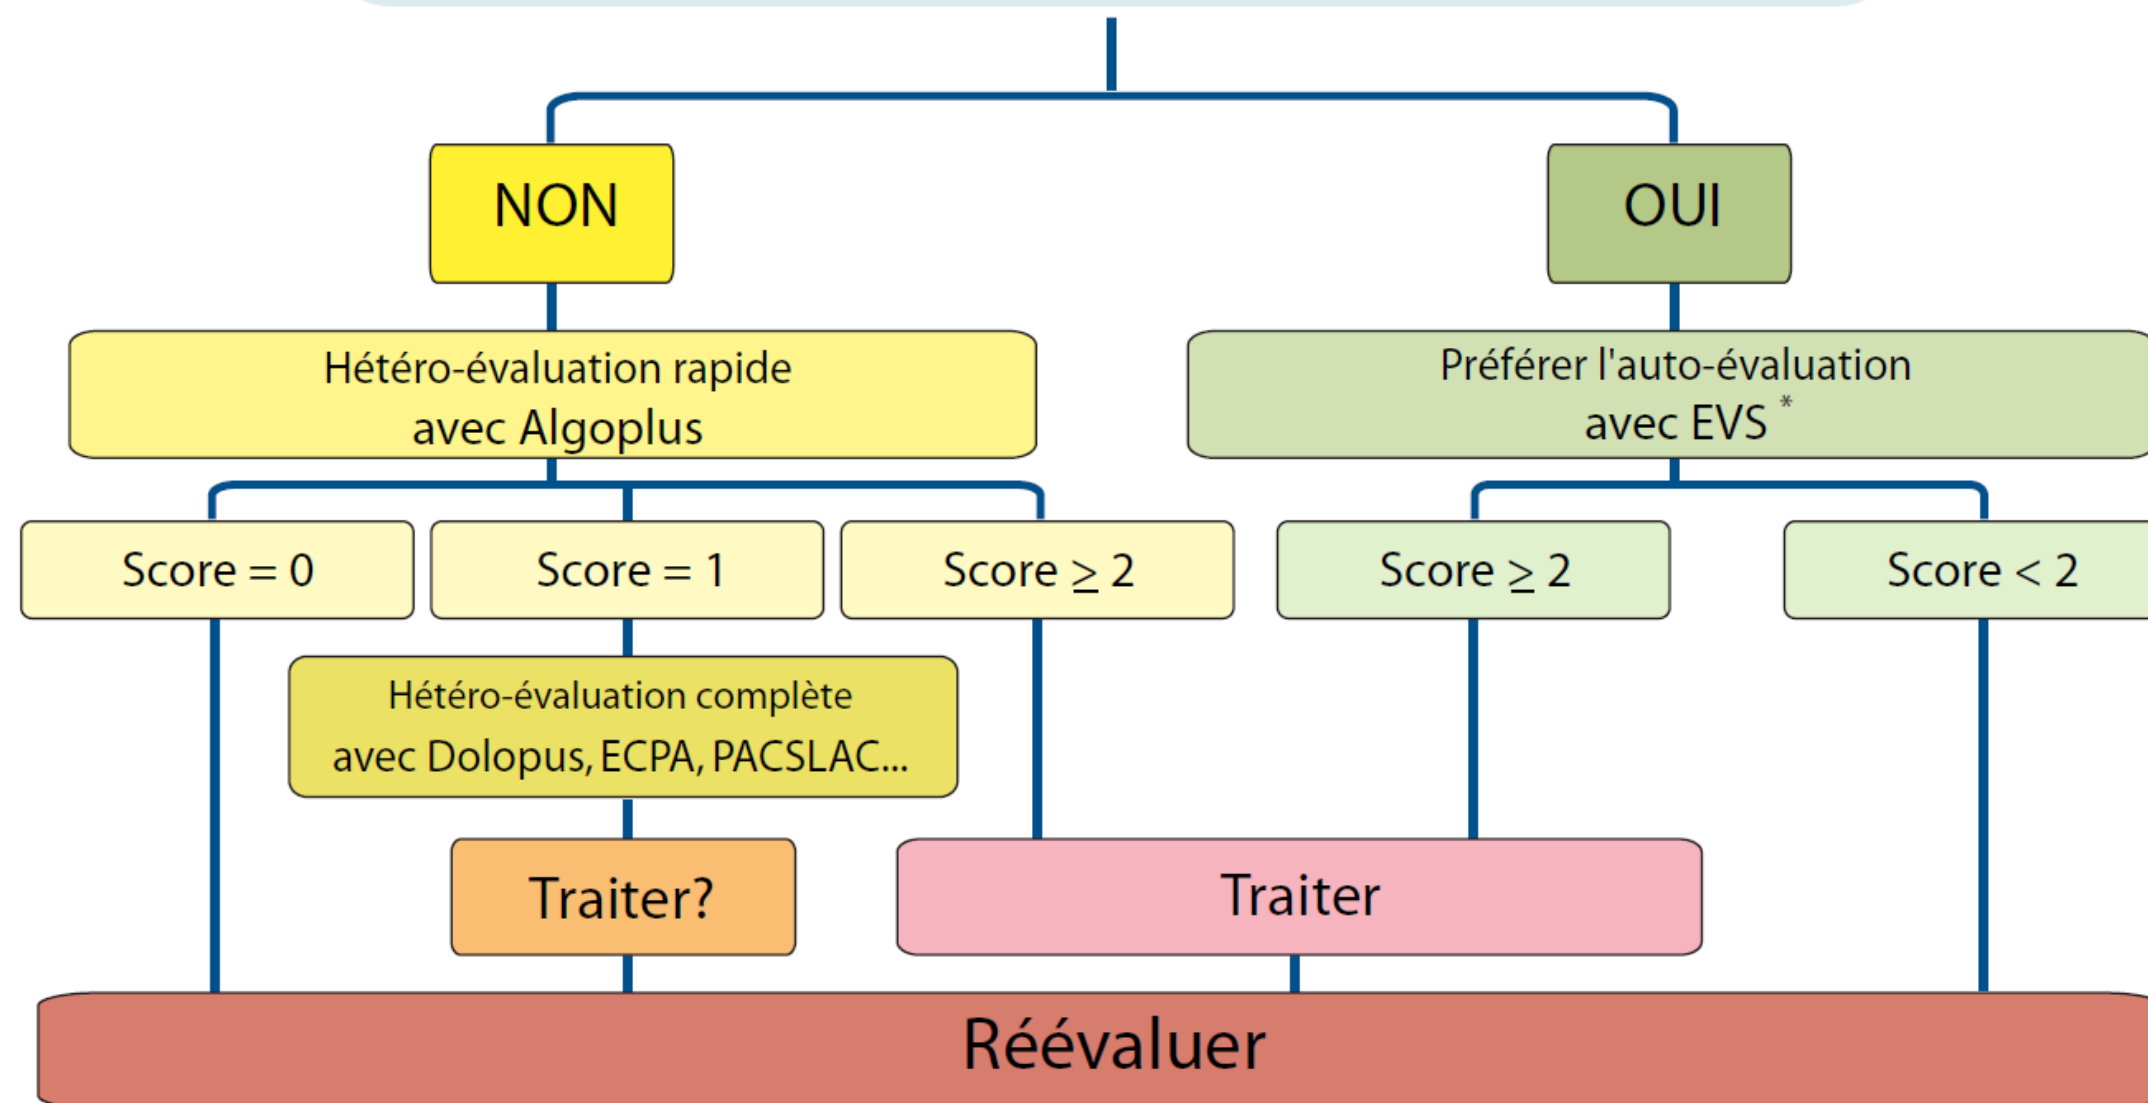 NON
OUI
Hétéro-évaluation rapide
avec Algoplus
Préférer l'auto-évaluation
avec EVS *
Score = 0
Score = 1
Score ≥ 2
Score ≥ 2
Score < 2
Hétéro-évaluation complète
avec Dolopus, ECPA, PACSLAC...
Traiter?
Traiter
Réévaluer